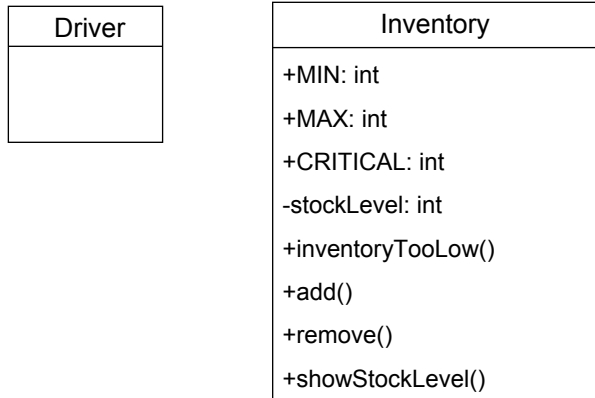 Driver
Inventory
+MIN: int
+MAX: int
+CRITICAL: int
-stockLevel: int
+inventoryTooLow()
+add()
+remove()
+showStockLevel()